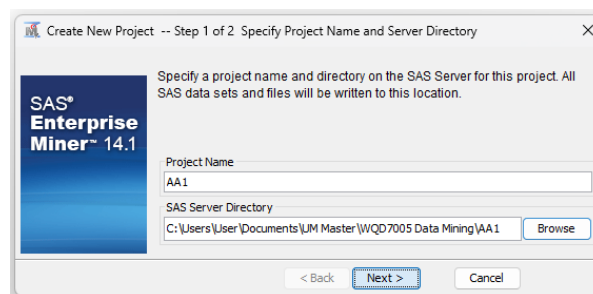 Create New Project -- Step 1 of 2 Specify Project Name and Server Directory
SAS®
Enterprise
Miner™ 14.1
Specify a project name and directory on the SAS Server for this project. All
SAS data sets and files will be written to this location.
Project Name
AA1
SAS Server Directory
C:\Users\User\Documents\UM Master\WQD7005 Data Mining\AA1
Browse
< Back
Next >
Cancel